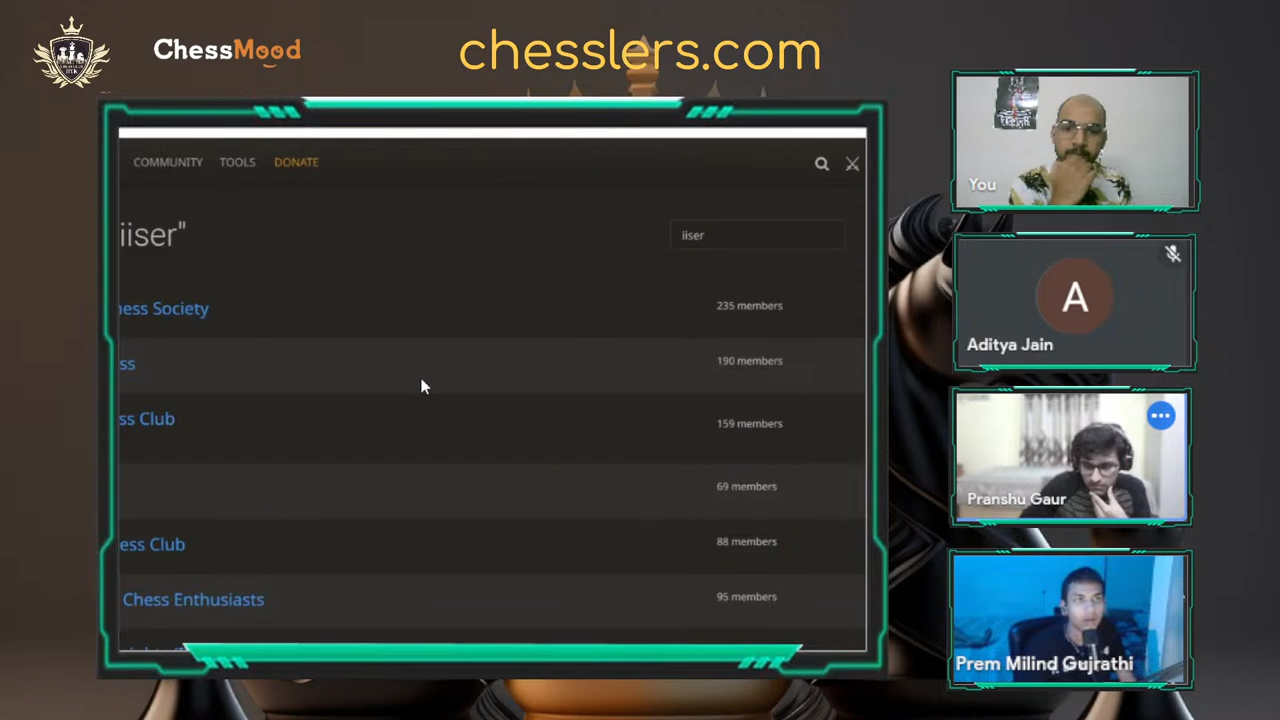 ChessMood
chesslers.com
COMMUNITY TOOLS DONATE
iiser"
iiser
ness Society
235 members
ss
190 members
ss Club
159 members
69 members
ess Club
88 members
Chess Enthusiasts
95 members
You
A
Aditya Jain
Pranshu Gaur
Prem Milind Gujrathi